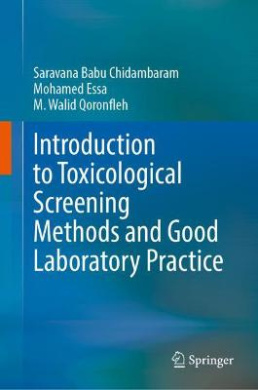 Saravana Babu Chidambaram
Mohamed Essa
M. Walid Qoronfleh
Introduction
to Toxicological
Screening
Methods and Good
Laboratory Practice
Springer